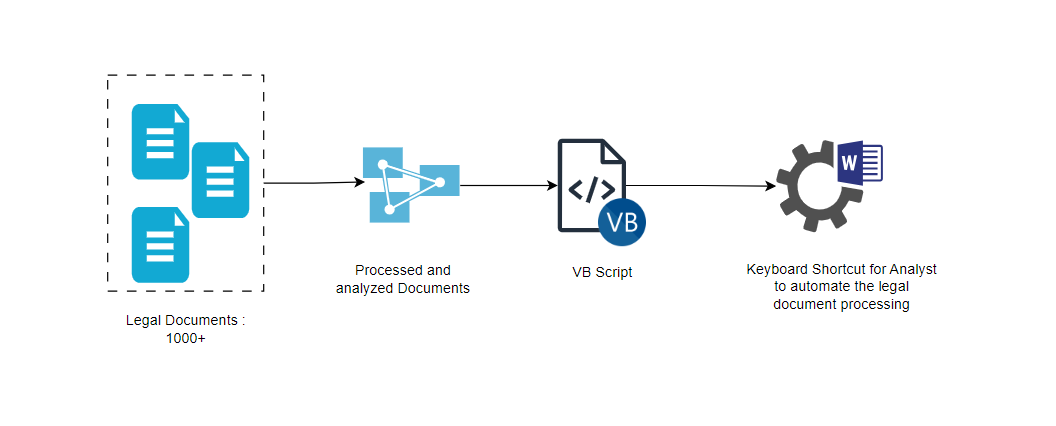 W
VB
Processed and
analyzed Documents
VB Script
Keyboard Shortcut for Analyst
to automate the legal
document processing
Legal Documents :
1000+